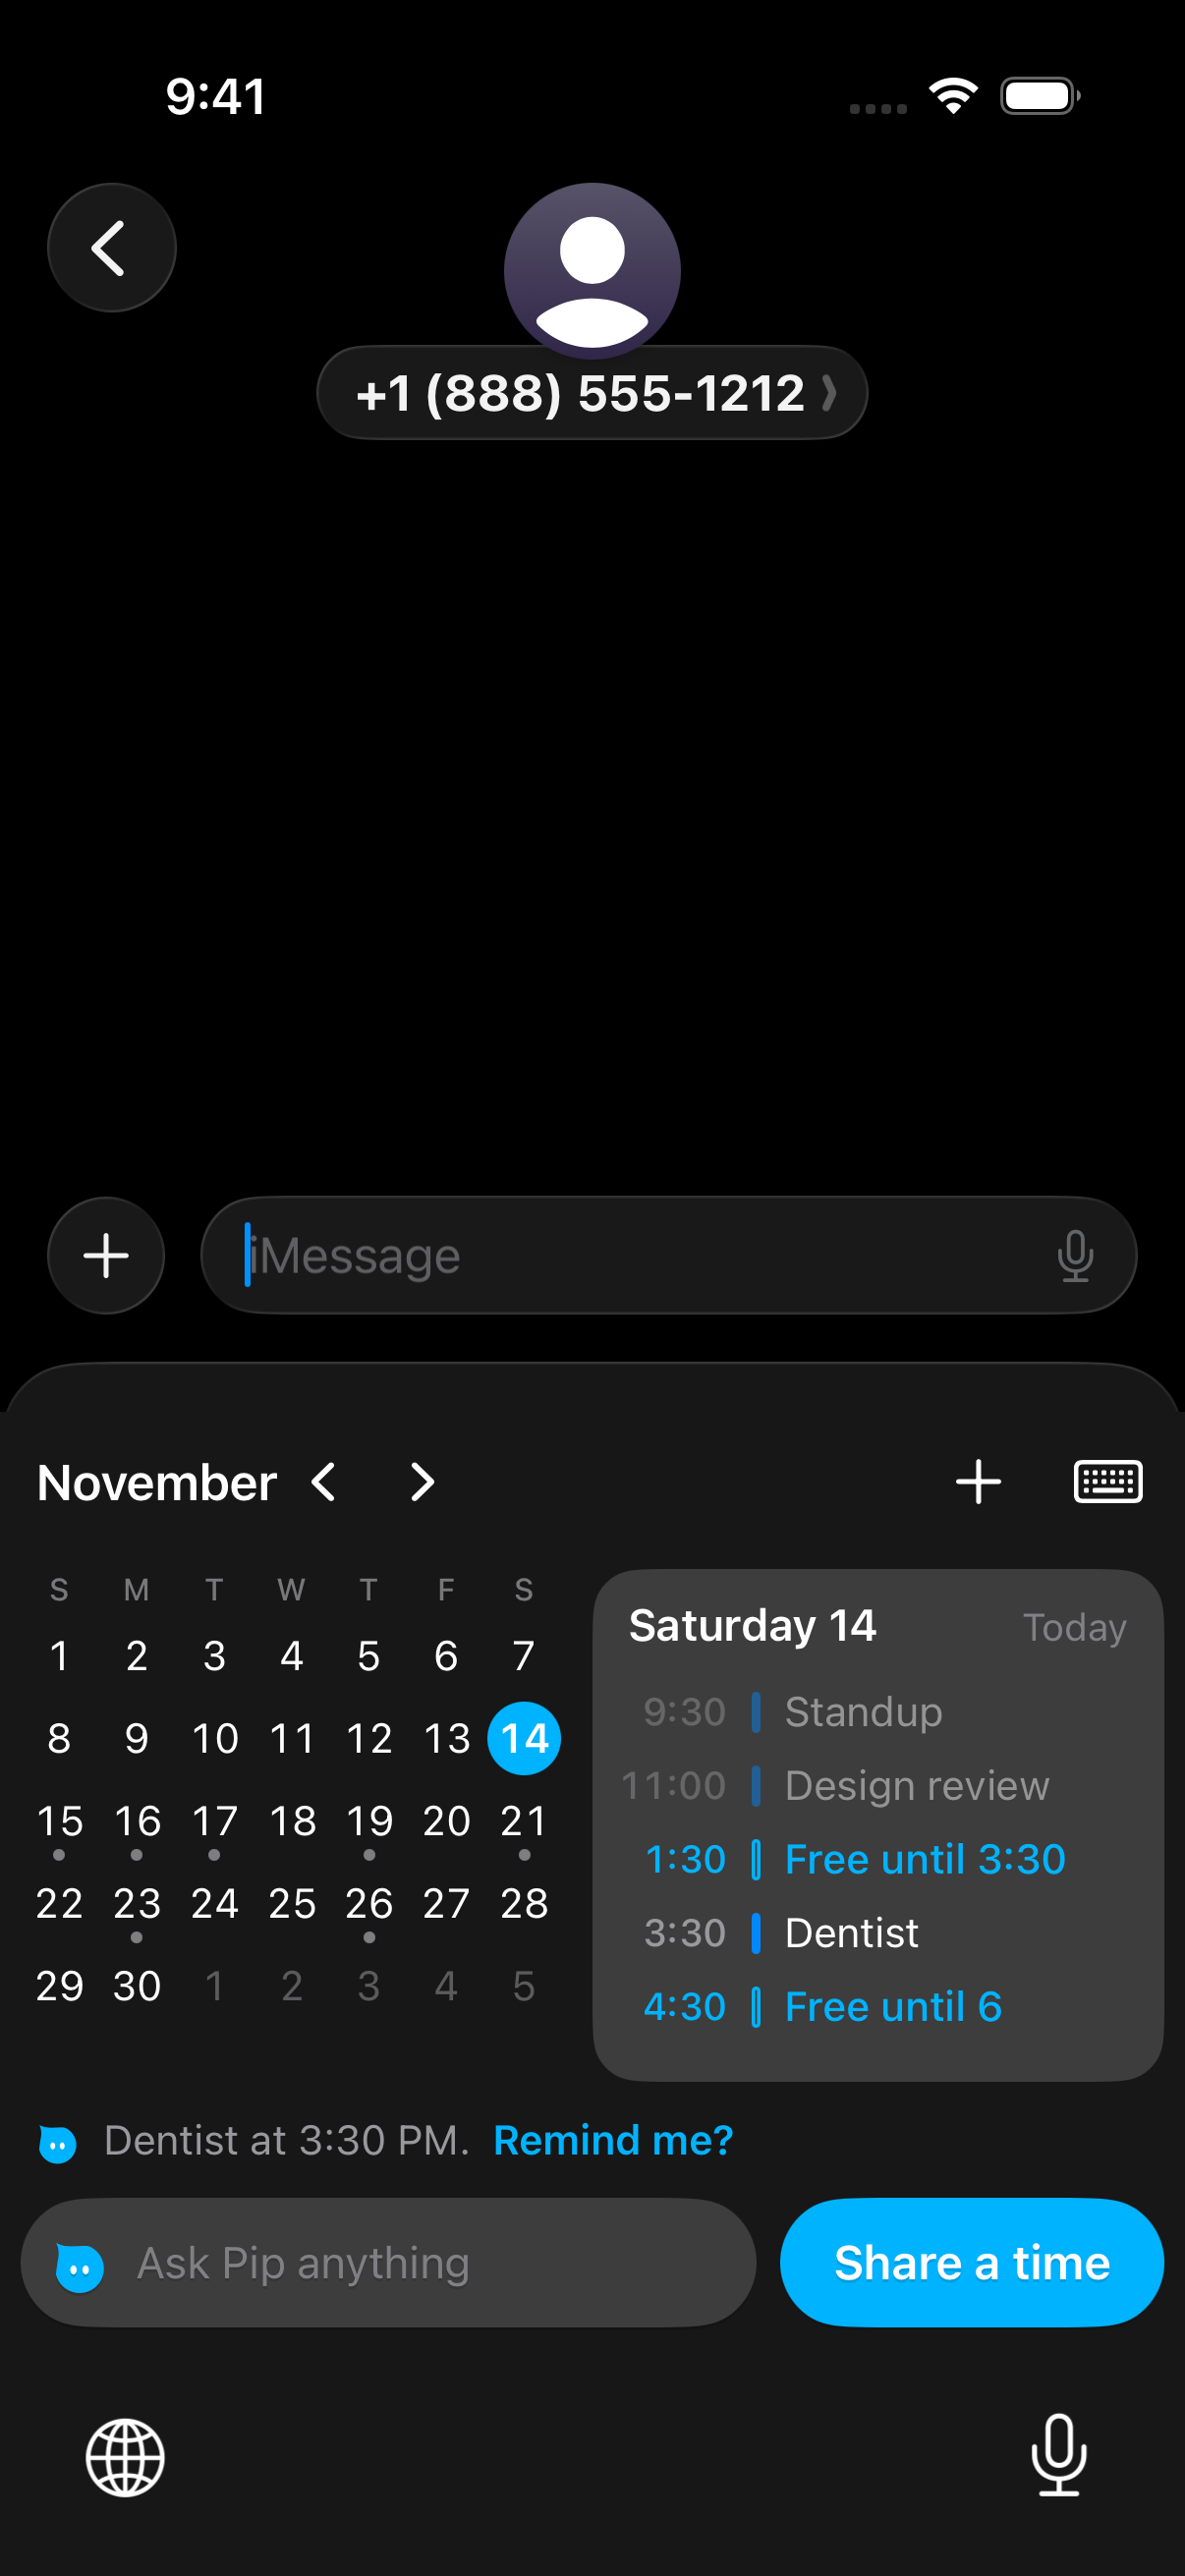 9:41
+1 (888) 555-1212
iMessage
November
S M T W T F S
1 2 3 4 5 6 7
8 9 10 11 12 13 14
15 16 17 18 19 20 21
22 23 24 25 26 27 28
29 30 1 2 3 4 5
Saturday 14 Today
9:30 Standup
11:00 Design review
1:30 Free until 3:30
3:30 Dentist
4:30 Free until 6
Dentist at 3:30 PM. Remind me?
Ask Pip anything
Share a time